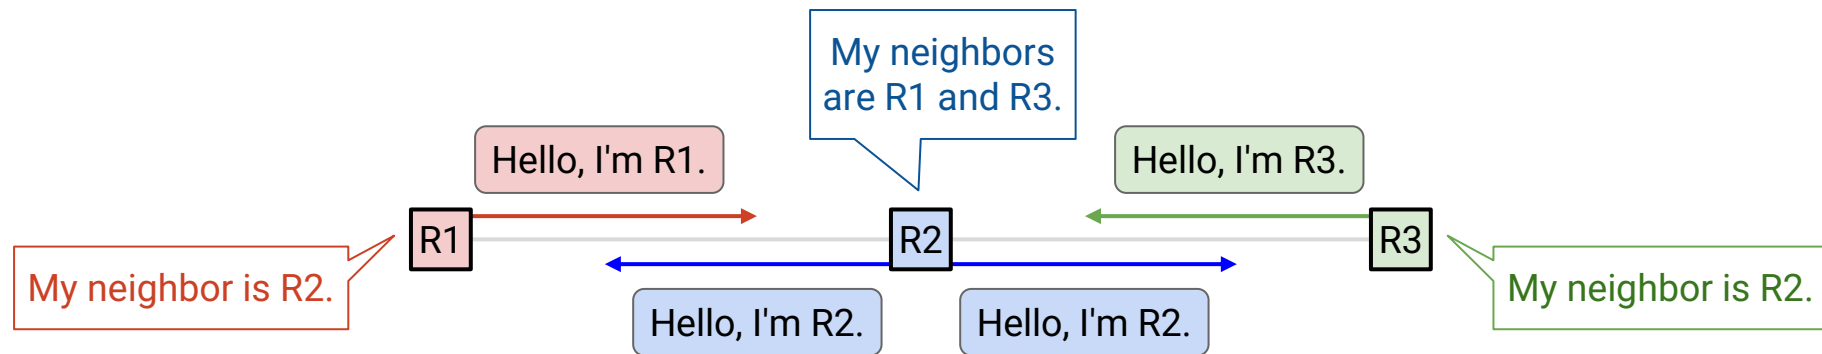 My neighbors
are R1 and R3.
Hello, I'm R1.
Hello, I'm R3.
R1
R2
R3
My neighbor is R2.
My neighbor is R2.
Hello, I'm R2.
Hello, I'm R2.